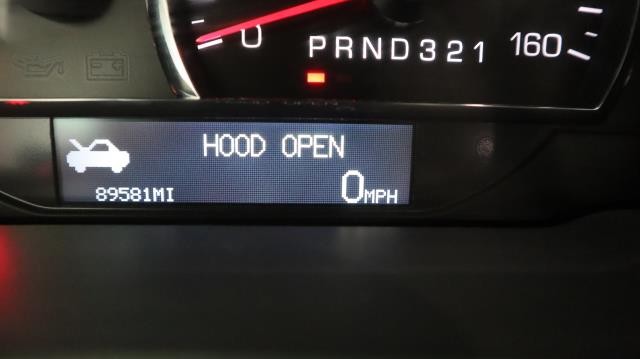 0
PRND321
160
HOOD OPEN
89581MI
0MPH